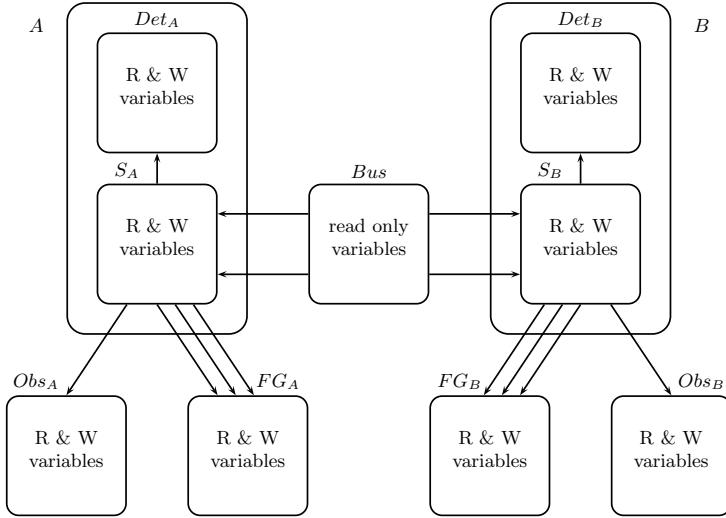 A
Det_A
R & W
variables
S_A
R & W
variables
Bus
read only
variables
Det_B
B
R & W
variables
S_B
R & W
variables
Obs_A
R & W
variables
FG_A
R & W
variables
FG_B
R & W
variables
Obs_B
R & W
variables